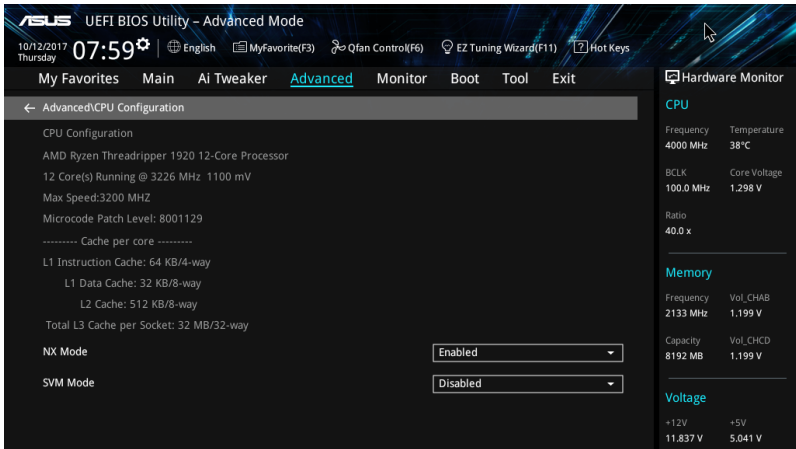 ASUS UEFI BIOS Utility – Advanced Mode
10/12/2017 Thursday 07:59 English MyFavorite(F3) Qfan Control(F6) EZ Tuning Wizard(F11) ? Hot Keys
My Favorites Main Ai Tweaker Advanced Monitor Boot Tool Exit
← Advanced\CPU Configuration
CPU Configuration
AMD Ryzen Threadripper 1920 12-Core Processor
12 Core(s) Running @ 3226 MHz 1100 mV
Max Speed:3200 MHZ
Microcode Patch Level: 8001129
--------- Cache per core ---------
L1 Instruction Cache: 64 KB/4-way
L1 Data Cache: 32 KB/8-way
L2 Cache: 512 KB/8-way
Total L3 Cache per Socket: 32 MB/32-way
NX Mode Enabled
SVM Mode Disabled
Hardware Monitor
CPU
Frequency Temperature
4000 MHz 38°C
BCLK Core Voltage
100.0 MHz 1.298 V
Ratio
40.0 x
Memory
Frequency Vol_CHAB
2133 MHz 1.199 V
Capacity Vol_CHCD
8192 MB 1.199 V
Voltage
+12V +5V
11.837 V 5.041 V